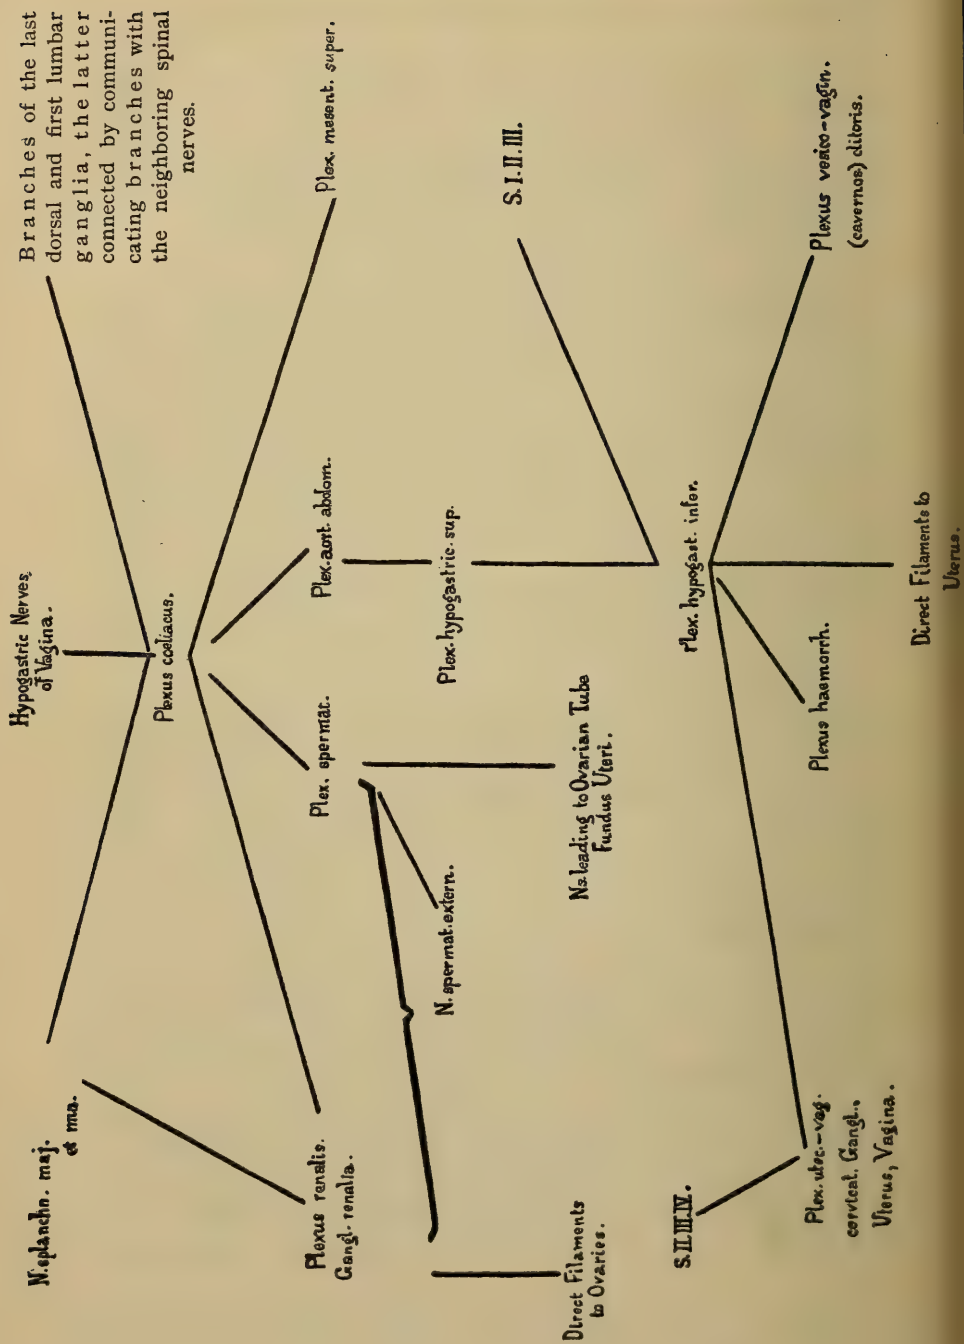 Hypogastric Nerves
of Vagina.
N. splanchn. maj.
et mna.
Branches of the last
dorsal and first lumbar
ganglia, the latter
connected by communi-
cating branches with
the neighboring spinal
nerves.
Plexus coeliacus.
Plexus renalis.
Gangl. renalia.
Plex. spermat.
Plex. aort. abdom.
Plex. mesent. super.
N. spermat. extern.
Plex. hypogastric. sup.
S. I. II. III.
Direct Filaments
to Ovaries.
Ns. leading to Ovarian Tube
Fundus Uteri.
S. II. III. IV.
Plex. hypogast. infer.
Plex. uter.-vag.
cervical. Gangl.,
Uterus, Vagina.
Plexus haemorrh.
Plexus vesico-vagin.
(cavernos) clitoris.
Direct Filaments to
Uterus.